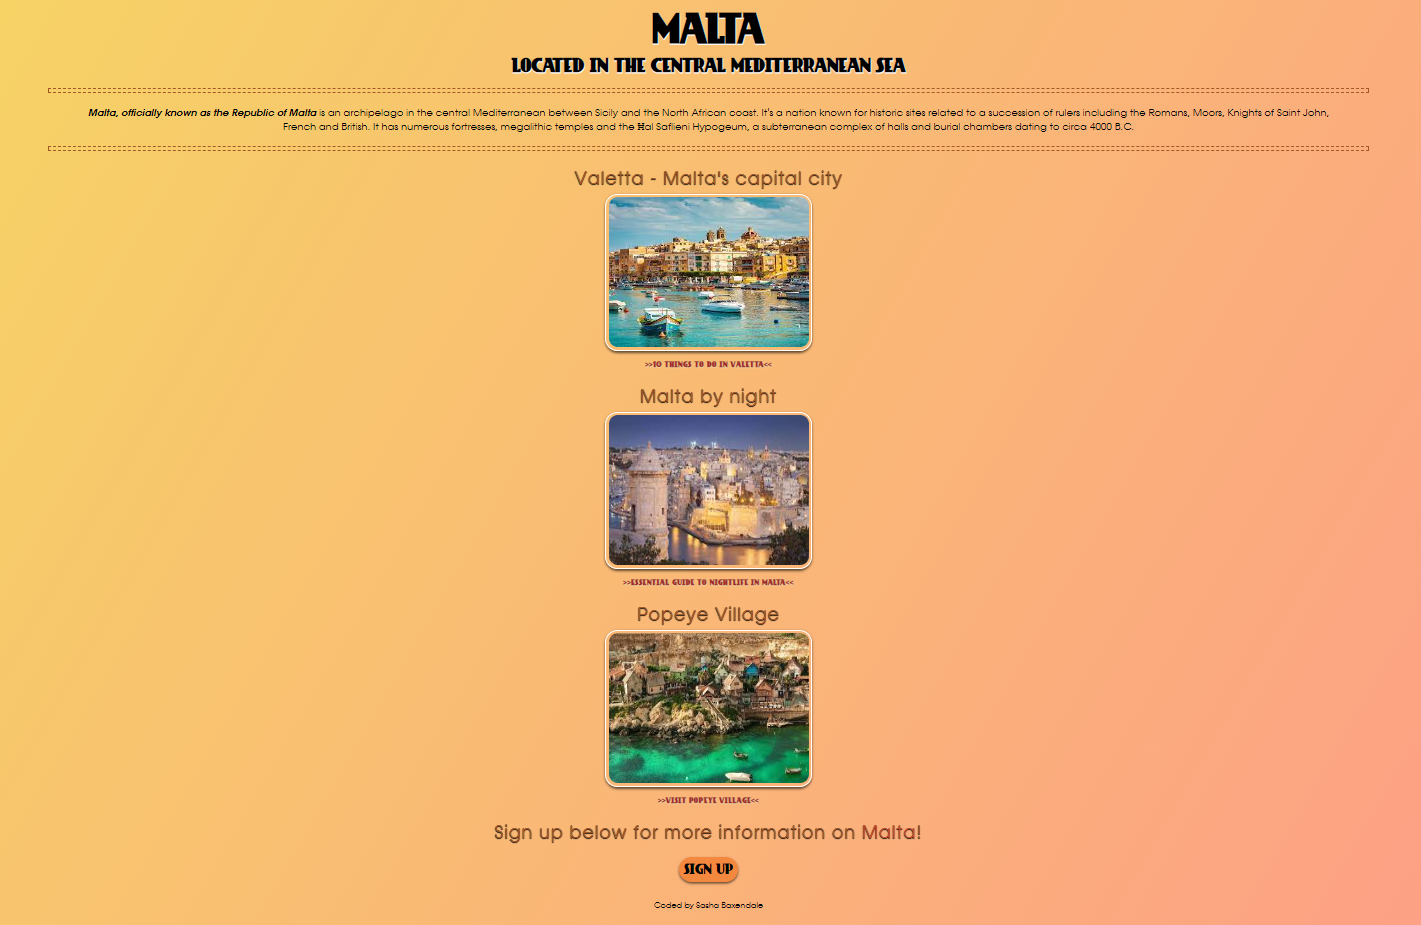 MALTA
LOCATED IN THE CENTRAL MEDITERRANEAN SEA
Malta, officially known as the Republic of Malta is an archipelago in the central Mediterranean between Sicily and the North African coast. It's a nation known for historic sites related to a succession of rulers including the Romans, Moors, Knights of Saint John,
French and British. It has numerous fortresses, megalithic temples and the Ħal Saflieni Hypogeum, a subterranean complex of halls and burial chambers dating to circa 4000 B.C.
Valetta - Malta's capital city
>>10 THINGS TO DO IN VALETTA<<
Malta by night
>>ESSENTIAL GUIDE TO NIGHTLIFE IN MALTA<<
Popeye Village
>>VISIT POPEYE VILLAGE<<
Sign up below for more information on Malta!
SIGN UP
Coded by Sasha Baxendale